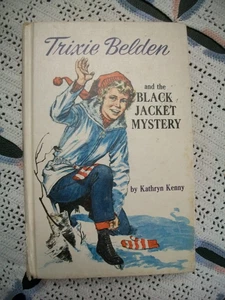 Trixie Belden
and the
BLACK
JACKET
MYSTERY
by Kathryn Kenny